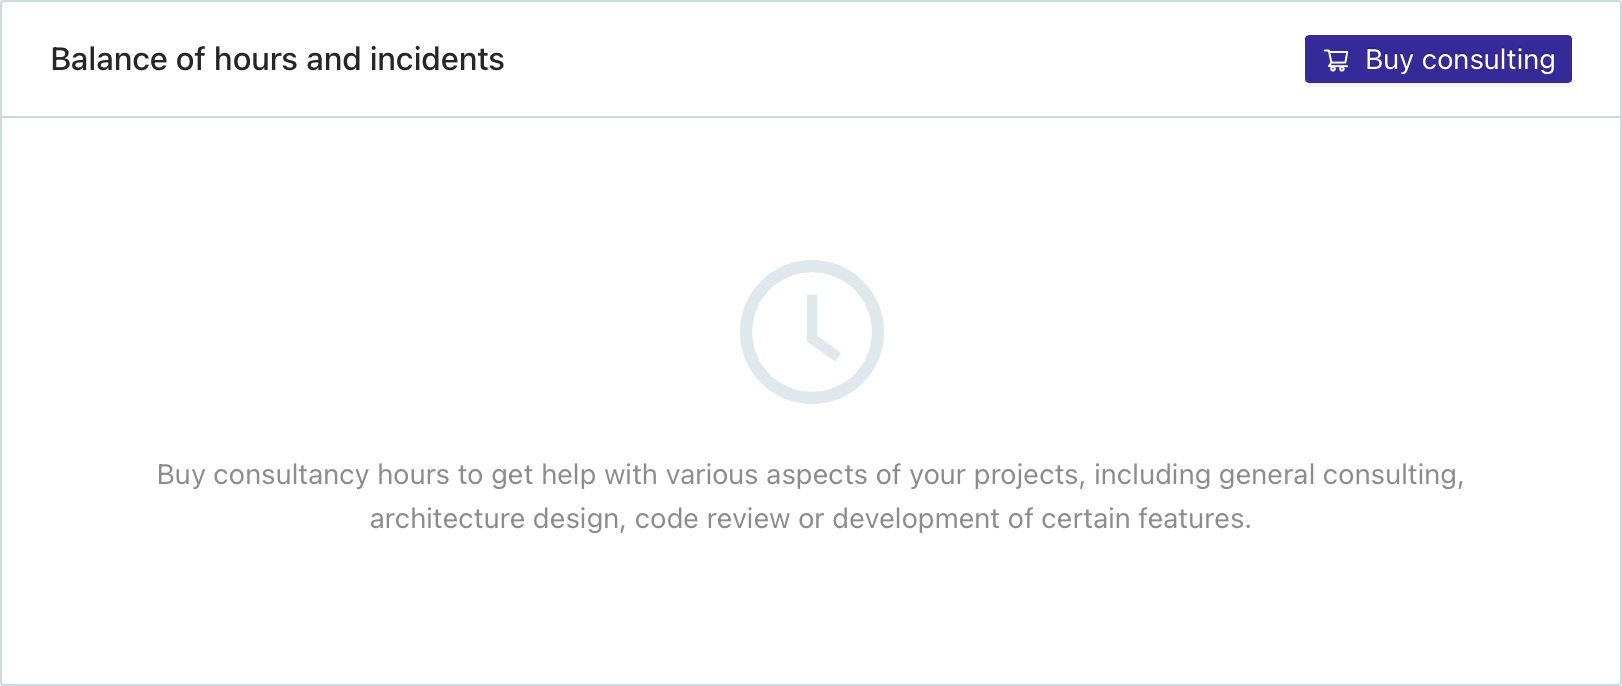 Balance of hours and incidents
Buy consulting
Buy consultancy hours to get help with various aspects of your projects, including general consulting,
architecture design, code review or development of certain features.